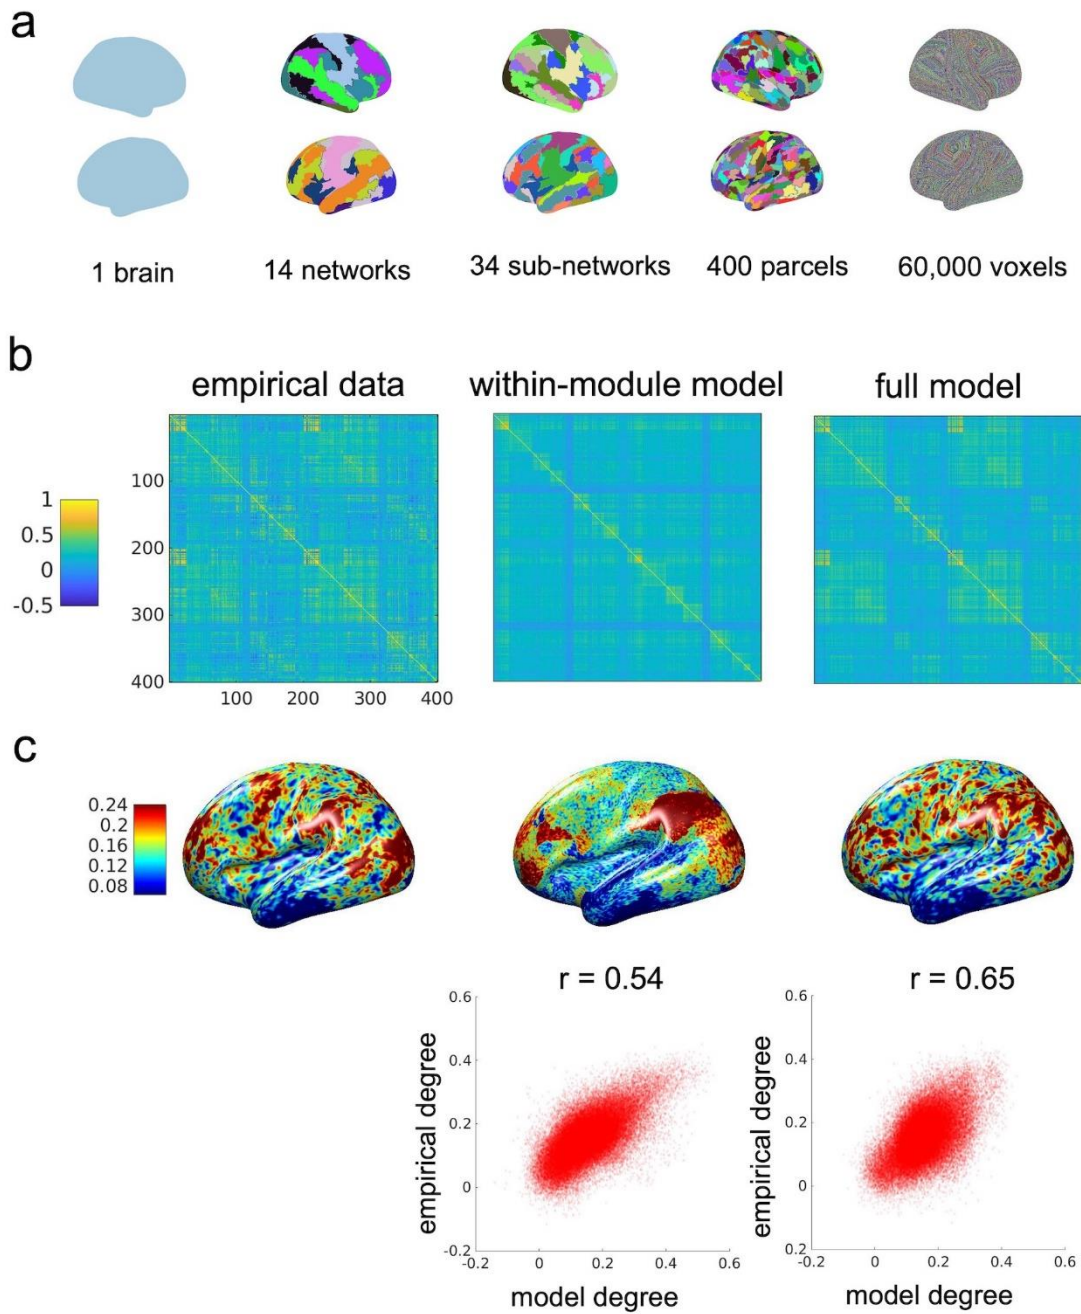 a
1 brain
14 networks
34 sub-networks
400 parcels
60,000 voxels
b
empirical data
within-module model
full model
1
0.5
0
-0.5
100
200
300
400
100
200
300
400
c
0.24
0.2
0.16
0.12
0.08
r = 0.54
r = 0.65
0.6
0.4
0.2
0
-0.2
empirical degree
-0.2
0
0.2
0.4
0.6
model degree
0.6
0.4
0.2
0
0.2
empirical degree
-0.2
0
0.2
0.4
0.6
model degree